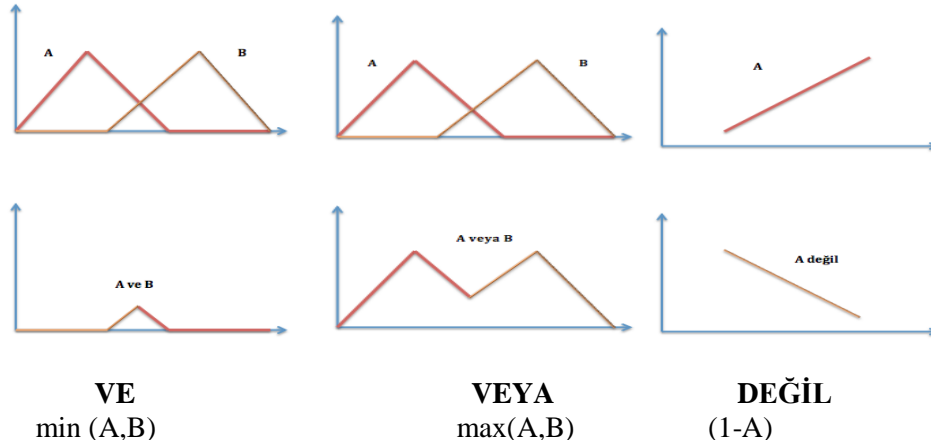 A
B
A
B
A
A ve B
A veya B
A değil
VE
VEYA
DEĞİL
min (A,B)
max(A,B)
(1-A)